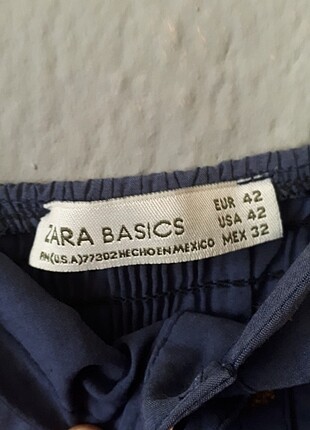 ZARA BASICS
RN(U.S.A)77302 HECHO EN MEXICO
EUR 42
USA 42
MEX 32